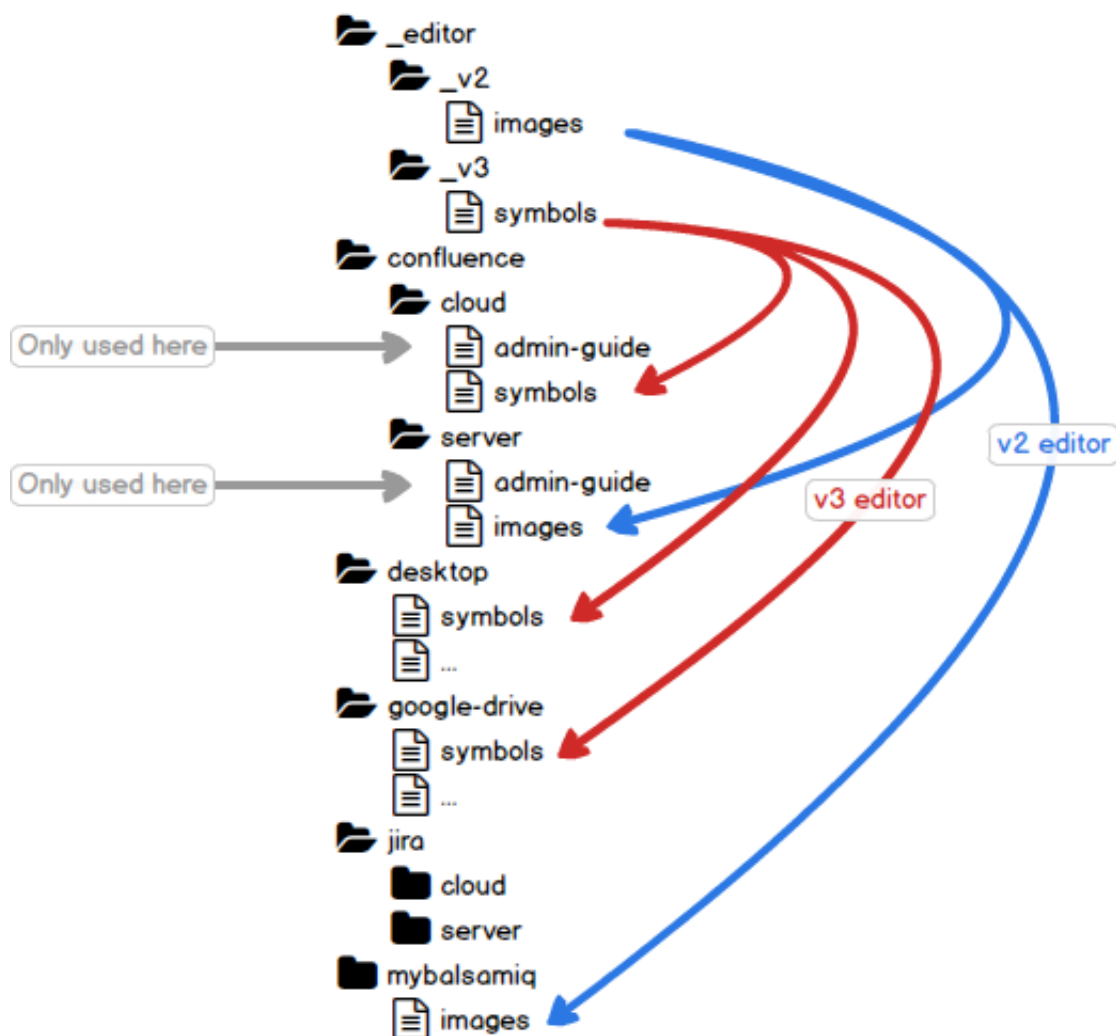 _editor
_v2
images
_v3
symbols
confluence
cloud
Only used here
admin-guide
symbols
server
v2 editor
Only used here
admin-guide
v3 editor
images
desktop
symbols
...
google-drive
symbols
...
jira
cloud
server
mybalsamiq
images